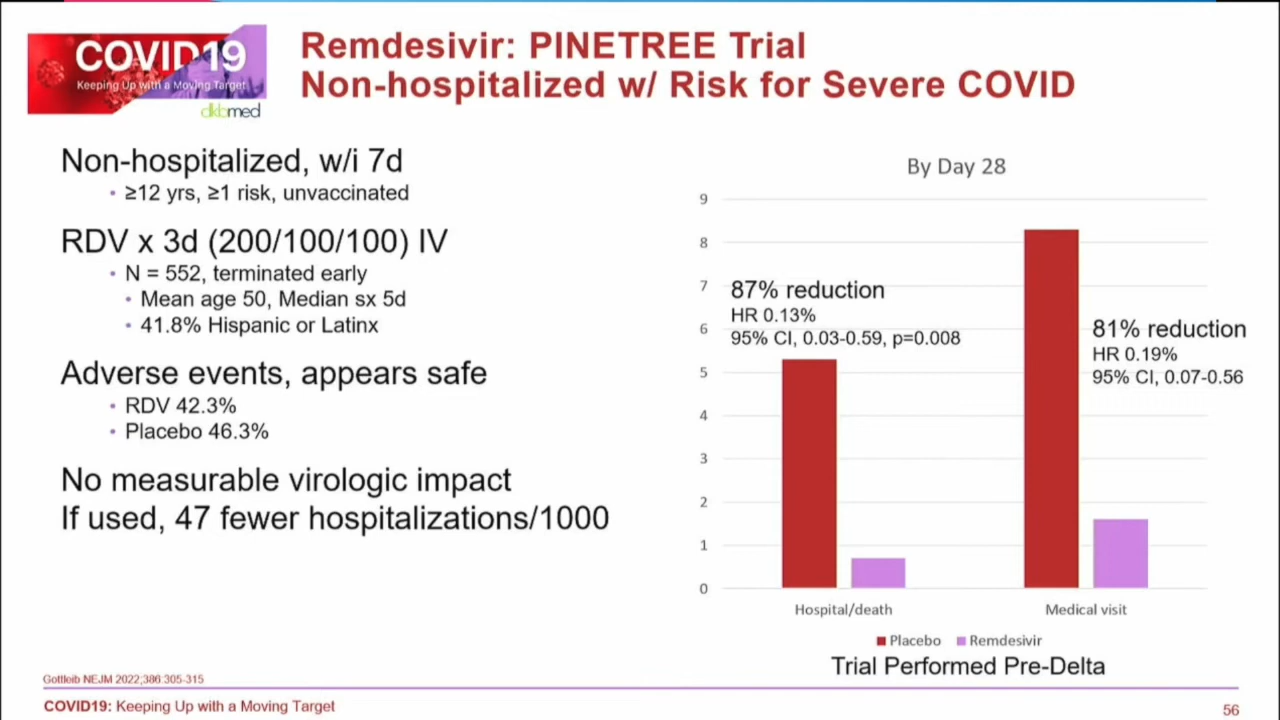 COVID19
Keeping Up with a Moving Target
dkbmed
Remdesivir: PINETREE Trial
Non-hospitalized w/ Risk for Severe COVID
Non-hospitalized, w/i 7d
• ≥12 yrs, ≥1 risk, unvaccinated
RDV x 3d (200/100/100) IV
• N = 552, terminated early
• Mean age 50, Median sx 5d
• 41.8% Hispanic or Latinx
Adverse events, appears safe
• RDV 42.3%
• Placebo 46.3%
No measurable virologic impact
If used, 47 fewer hospitalizations/1000
By Day 28
9
8
7
6
5
4
3
2
1
0
87% reduction
HR 0.13%
95% CI, 0.03-0.59, p=0.008
81% reduction
HR 0.19%
95% CI, 0.07-0.56
Hospital/death
Medical visit
Placebo
Remdesivir
Trial Performed Pre-Delta
Gottleib NEJM 2022;386:305-315
COVID19: Keeping Up with a Moving Target
56